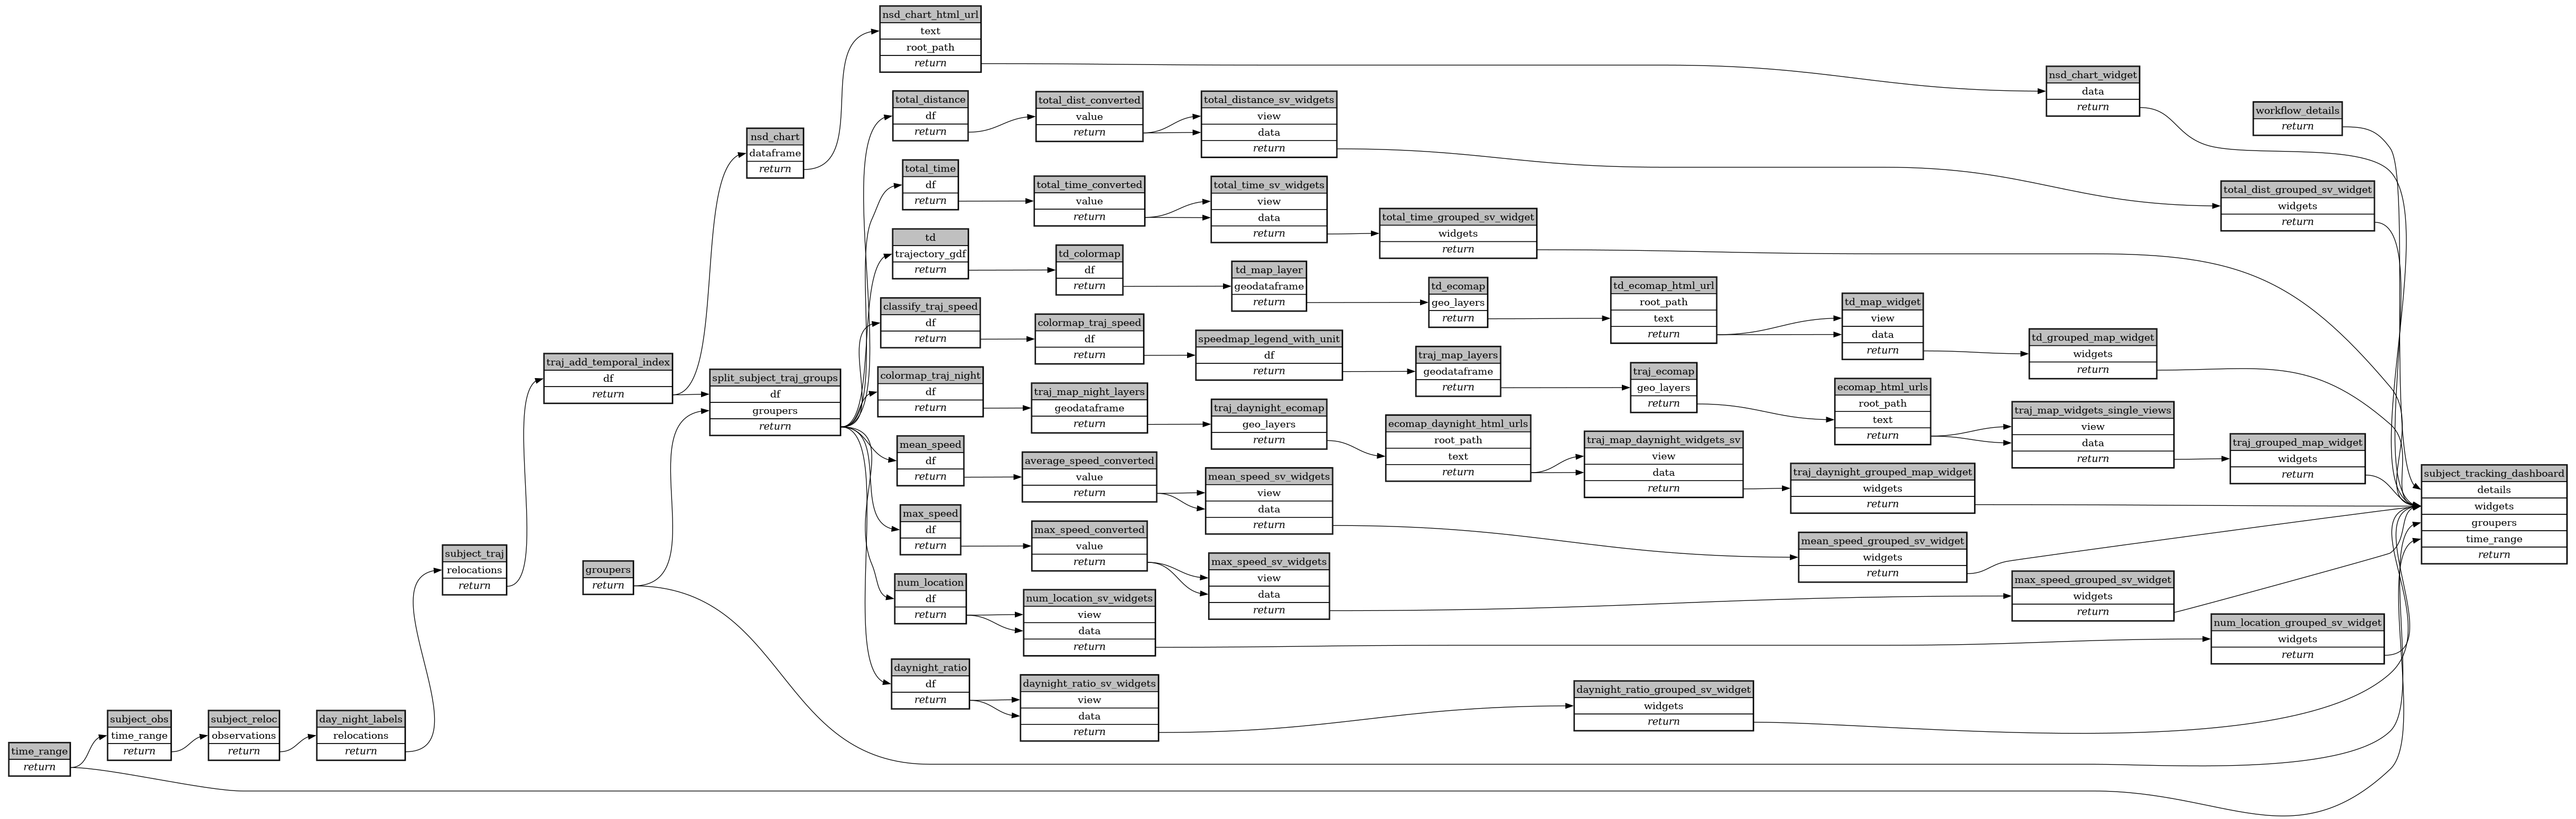 nsd_chart_html_url
text
root_path
return
nsd_chart_widget
data
return
total_distance
df
return
total_dist_converted
value
return
total_distance_sv_widgets
view
data
return
workflow_details
return
nsd_chart
dataframe
return
total_time
df
return
total_time_converted
value
return
total_time_sv_widgets
view
data
return
total_dist_grouped_sv_widget
widgets
return
total_time_grouped_sv_widget
widgets
return
td
trajectory_gdf
return
td_colormap
df
return
td_map_layer
geodataframe
return
td_ecomap
geo_layers
return
td_ecomap_html_url
root_path
text
return
td_map_widget
view
data
return
td_grouped_map_widget
widgets
return
classify_traj_speed
df
return
colormap_traj_speed
df
return
speedmap_legend_with_unit
df
return
traj_map_layers
geodataframe
return
traj_ecomap
geo_layers
return
ecomap_html_urls
root_path
text
return
traj_map_widgets_single_views
view
data
return
traj_grouped_map_widget
widgets
return
traj_add_temporal_index
df
return
split_subject_traj_groups
df
groupers
return
colormap_traj_night
df
return
traj_map_night_layers
geodataframe
return
traj_daynight_ecomap
geo_layers
return
ecomap_daynight_html_urls
root_path
text
return
traj_map_daynight_widgets_sv
view
data
return
traj_daynight_grouped_map_widget
widgets
return
subject_tracking_dashboard
details
widgets
groupers
time_range
return
mean_speed
df
return
average_speed_converted
value
return
mean_speed_sv_widgets
view
data
return
mean_speed_grouped_sv_widget
widgets
return
max_speed
df
return
max_speed_converted
value
return
max_speed_sv_widgets
view
data
return
max_speed_grouped_sv_widget
widgets
return
subject_traj
relocations
return
groupers
return
num_location
df
return
num_location_sv_widgets
view
data
return
num_location_grouped_sv_widget
widgets
return
daynight_ratio
df
return
daynight_ratio_sv_widgets
view
data
return
daynight_ratio_grouped_sv_widget
widgets
return
time_range
return
subject_obs
time_range
return
subject_reloc
observations
return
day_night_labels
relocations
return